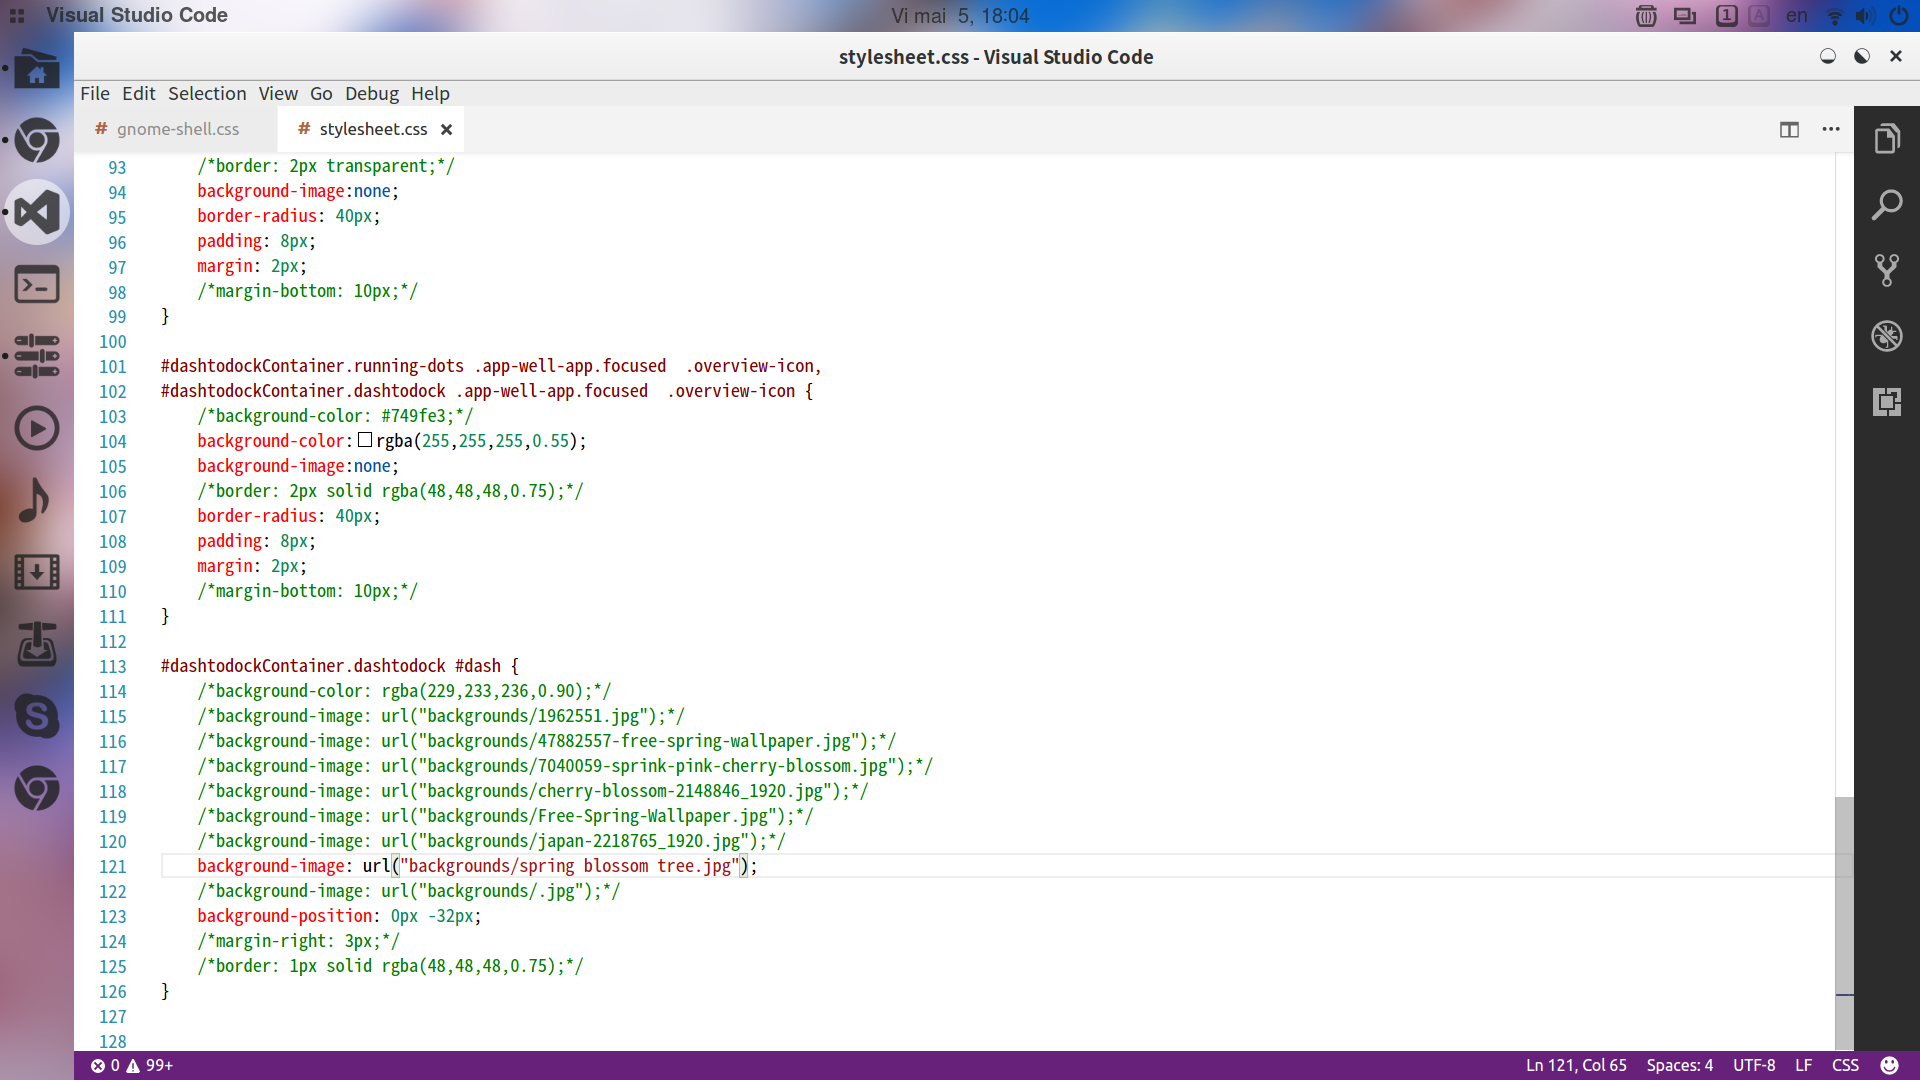 Visual Studio Code
Vi mai 5, 18:04
1
A
en
stylesheet.css - Visual Studio Code
File Edit Selection View Go Debug Help
# gnome-shell.css
# stylesheet.css
93 /*border: 2px transparent;*/
94 background-image:none;
95 border-radius: 40px;
96 padding: 8px;
97 margin: 2px;
98 /*margin-bottom: 10px;*/
99 }
100
101 #dashtodockContainer.running-dots .app-well-app.focused  .overview-icon,
102 #dashtodockContainer.dashtodock .app-well-app.focused  .overview-icon {
103 /*background-color: #749fe3;*/
104 background-color: rgba(255,255,255,0.55);
105 background-image:none;
106 /*border: 2px solid rgba(48,48,48,0.75);*/
107 border-radius: 40px;
108 padding: 8px;
109 margin: 2px;
110 /*margin-bottom: 10px;*/
111 }
112
113 #dashtodockContainer.dashtodock #dash {
114 /*background-color: rgba(229,233,236,0.90);*/
115 /*background-image: url("backgrounds/1962551.jpg");*/
116 /*background-image: url("backgrounds/47882557-free-spring-wallpaper.jpg");*/
117 /*background-image: url("backgrounds/7040059-sprink-pink-cherry-blossom.jpg");*/
118 /*background-image: url("backgrounds/cherry-blossom-2148846_1920.jpg");*/
119 /*background-image: url("backgrounds/Free-Spring-Wallpaper.jpg");*/
120 /*background-image: url("backgrounds/japan-2218765_1920.jpg");*/
121 background-image: url("backgrounds/spring blossom tree.jpg");
122 /*background-image: url("backgrounds/.jpg");*/
123 background-position: 0px -32px;
124 /*margin-right: 3px;*/
125 /*border: 1px solid rgba(48,48,48,0.75);*/
126 }
127
128
0 99+
Ln 121, Col 65 Spaces: 4 UTF-8 LF CSS